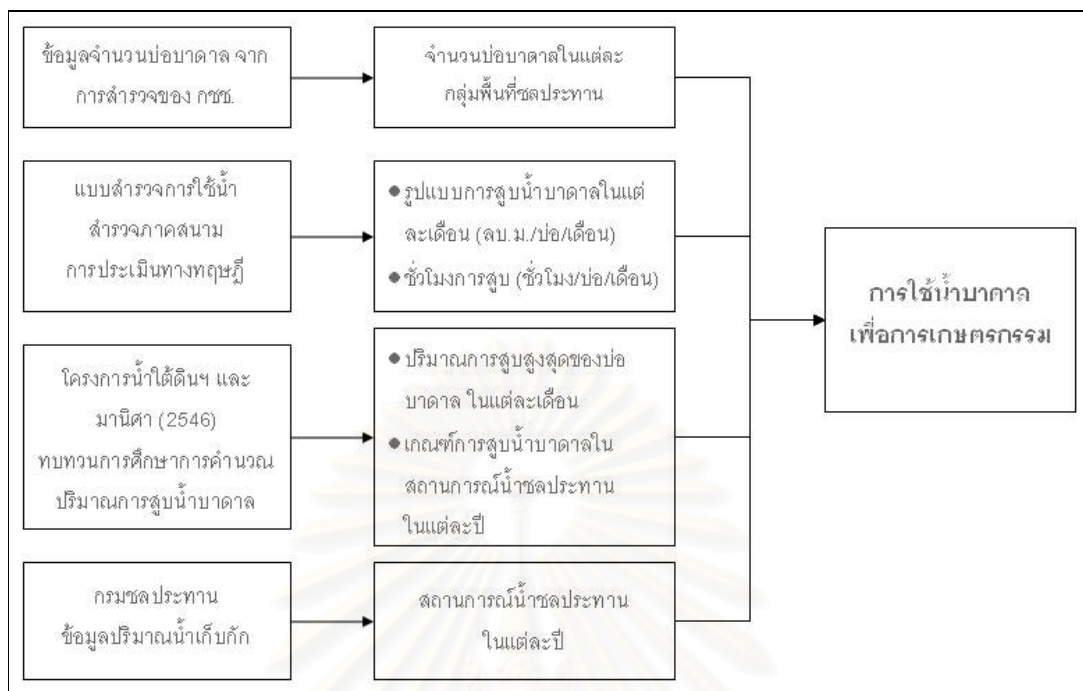 ข้อมูลจำนวนบ่อบาดาล จาก
การสำรวจของ กชช.
จำนวนบ่อบาดาลในแต่ละ
กลุ่มพื้นที่ชลประทาน
แบบสำรวจการใช้น้ำ
สำรวจภาคสนาม
การประเมินทางทฤษฎี
● รูปแบบการสูบน้ำบาดาลในแต่
ละเดือน (ลบ.ม./บ่อ/เดือน)
● ชั่วโมงการสูบ (ชั่วโมง/บ่อ/เดือน)
โครงการน้ำใต้ดินฯ และ
มานิศา (2546)
ทบทวนการศึกษาการคำนวณ
ปริมาณการสูบน้ำบาดาล
● ปริมาณการสูบสูงสุดของบ่อ
บาดาล ในแต่ละเดือน
● เกณฑ์การสูบน้ำบาดาลใน
สถานการณ์น้ำชลประทาน
ในแต่ละปี
กรมชลประทาน
ข้อมูลปริมาณน้ำเก็บกัก
สถานการณ์น้ำชลประทาน
ในแต่ละปี
การใช้น้ำบาดาล
เพื่อการเกษตรกรรม